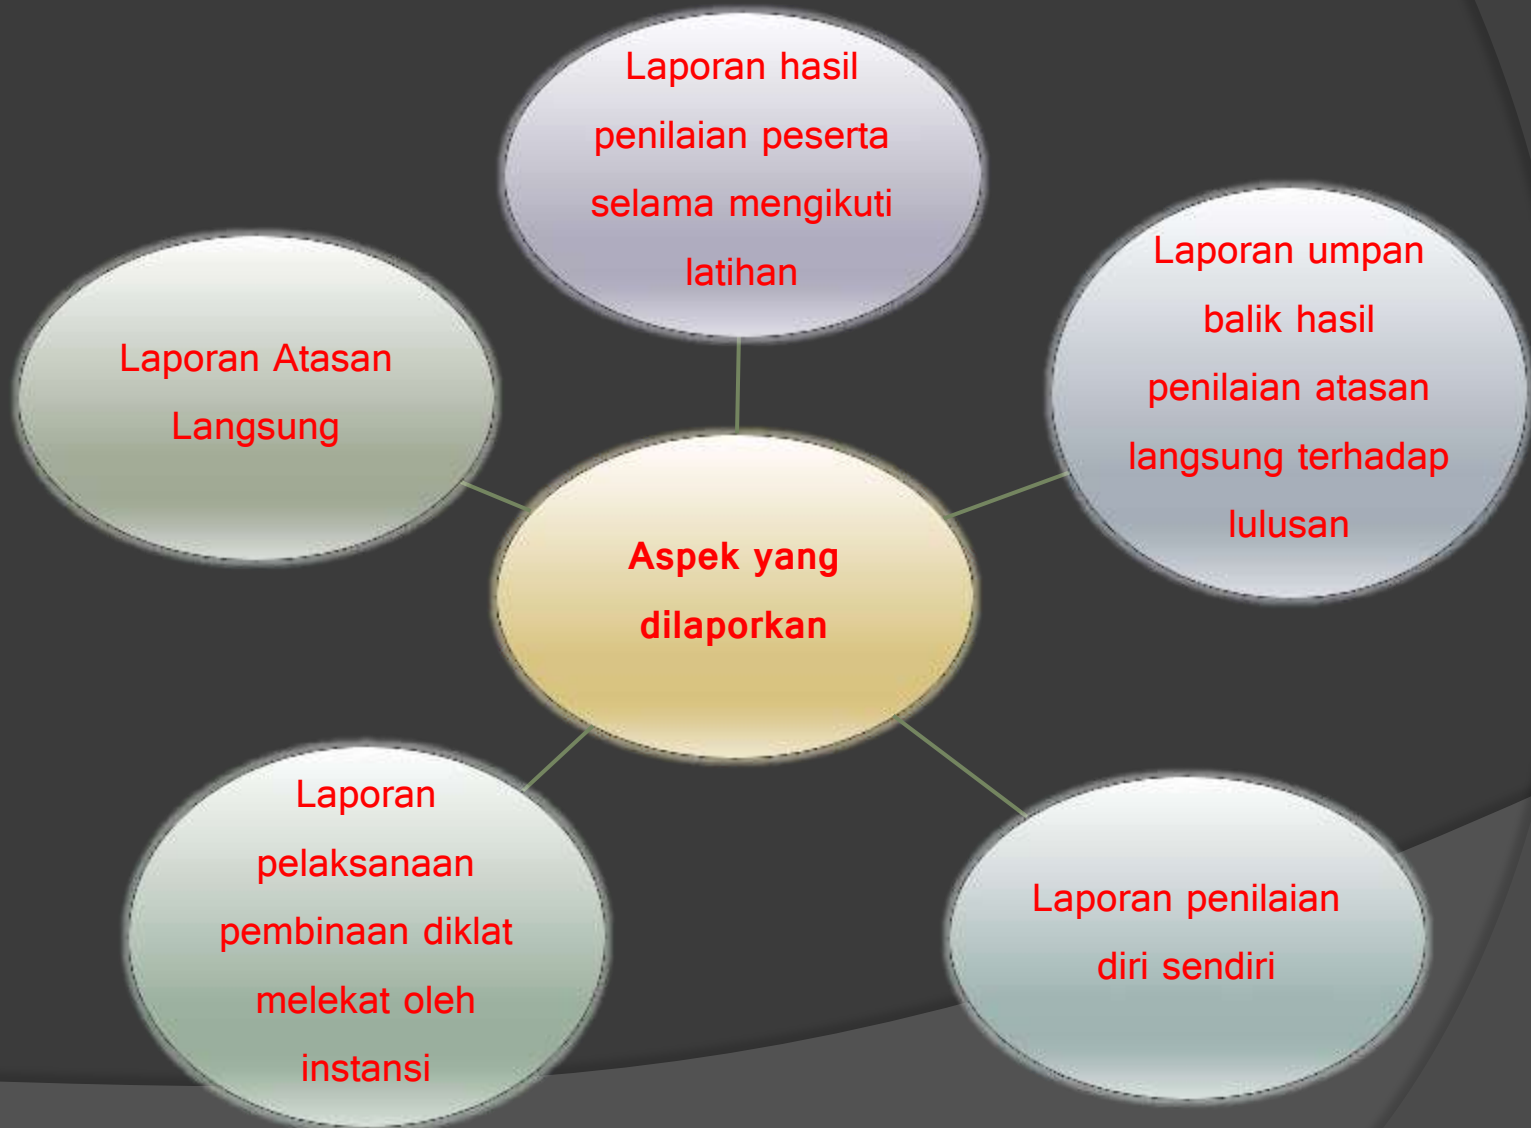 Laporan hasil
penilaian peserta
selama mengikuti
latihan
Laporan umpan
balik hasil
penilaian atasan
langsung terhadap
lulusan
Laporan Atasan
Langsung
Aspek yang
dilaporkan
Laporan
pelaksanaan
pembinaan diklat
melekat oleh
instansi
Laporan penilaian
diri sendiri